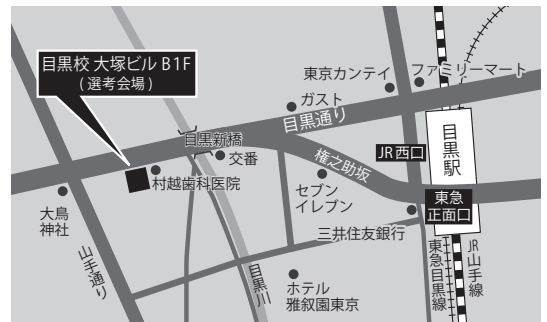 目黒校 大塚ビル B1F
(選考会場)
東京カンテイ
ファミリーマート
ガスト
目黒通り
目黒新橋
交番
権之助坂
JR西口
目黒駅
村越歯科医院
セブン
イレブン
東急
正面口
大鳥
神社
三井住友銀行
山手通り
目黒川
ホテル
雅叙園東京
東急目黒線
JR山手線